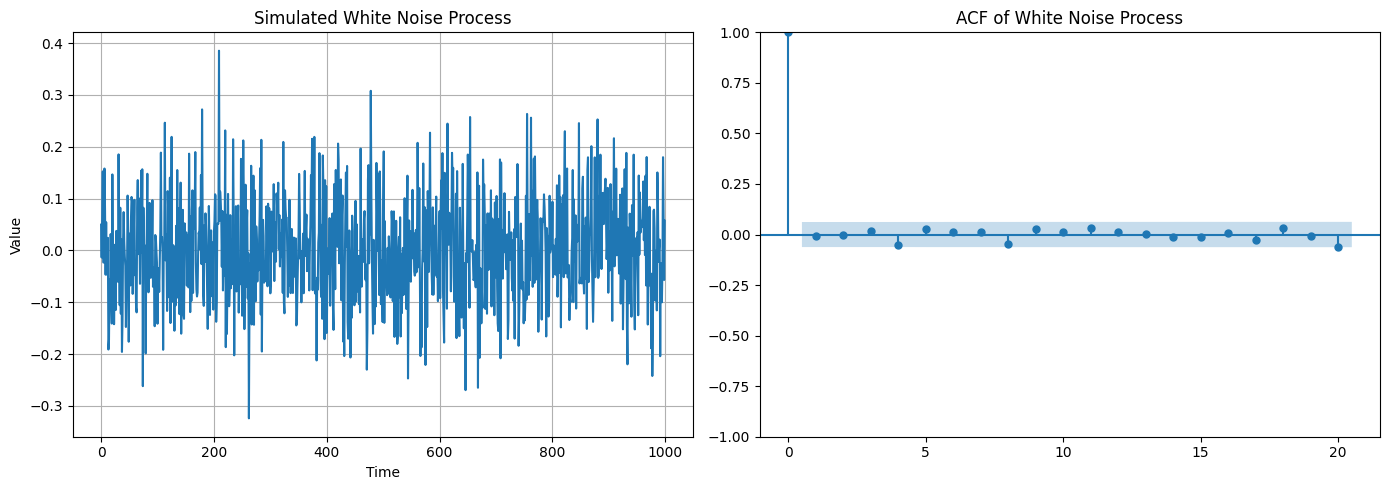 Simulated White Noise Process
0.4
0.3
0.2
0.1
0.0
−0.1
−0.2
−0.3
Value
0 200 400 600 800 1000
Time
ACF of White Noise Process
1.00
0.75
0.50
0.25
0.00
−0.25
−0.50
−0.75
−1.00
0 5 10 15 20